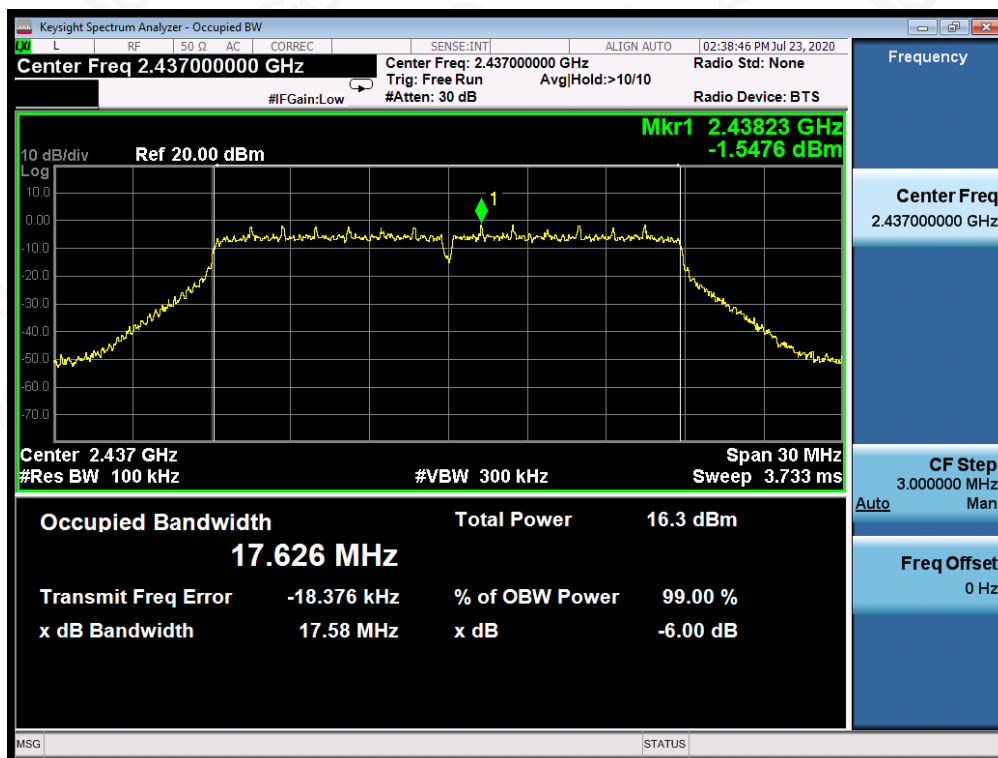 Keysight Spectrum Analyzer - Occupied BW
LXI L RF 50 Ω AC CORREC SENSE:INT ALIGN AUTO 02:38:46 PM Jul 23, 2020
Center Freq 2.437000000 GHz
Center Freq: 2.437000000 GHz
Radio Std: None
Trig: Free Run Avg|Hold:>10/10
#IFGain:Low
#Atten: 30 dB
Radio Device: BTS
Frequency
Mkr1 2.43823 GHz
-1.5476 dBm
10 dB/div Ref 20.00 dBm
Log
10.0
0.00
-10.0
-20.0
-30.0
-40.0
-50.0
-60.0
-70.0
1
Center 2.437 GHz Span 30 MHz
#Res BW 100 kHz #VBW 300 kHz Sweep 3.733 ms
Center Freq
2.437000000 GHz
CF Step
3.000000 MHz
Auto Man
Freq Offset
0 Hz
Occupied Bandwidth Total Power 16.3 dBm
17.626 MHz
Transmit Freq Error -18.376 kHz % of OBW Power 99.00 %
x dB Bandwidth 17.58 MHz x dB -6.00 dB
MSG STATUS